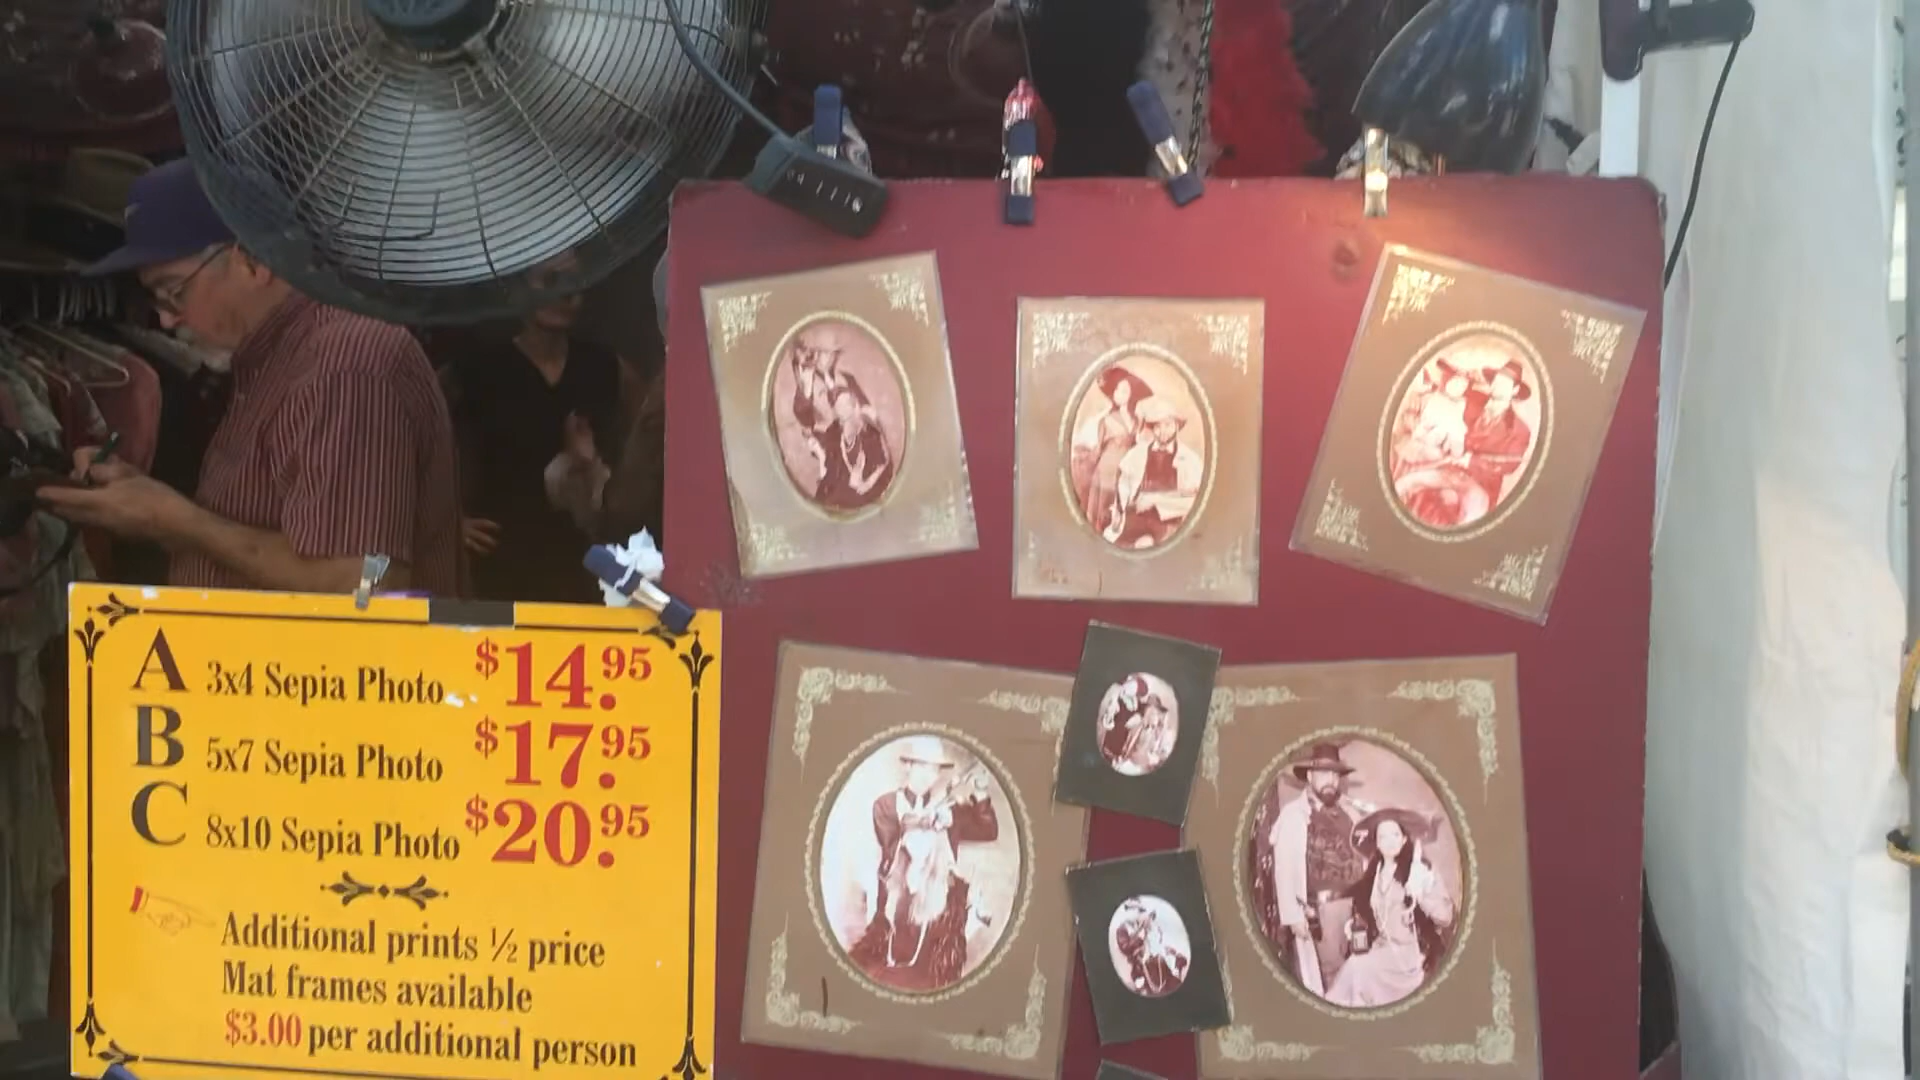 A 3x4 Sepia Photo $14.95
B 5x7 Sepia Photo $17.95
C 8x10 Sepia Photo $20.95
Additional prints ½ price
Mat frames available
$3.00 per additional person